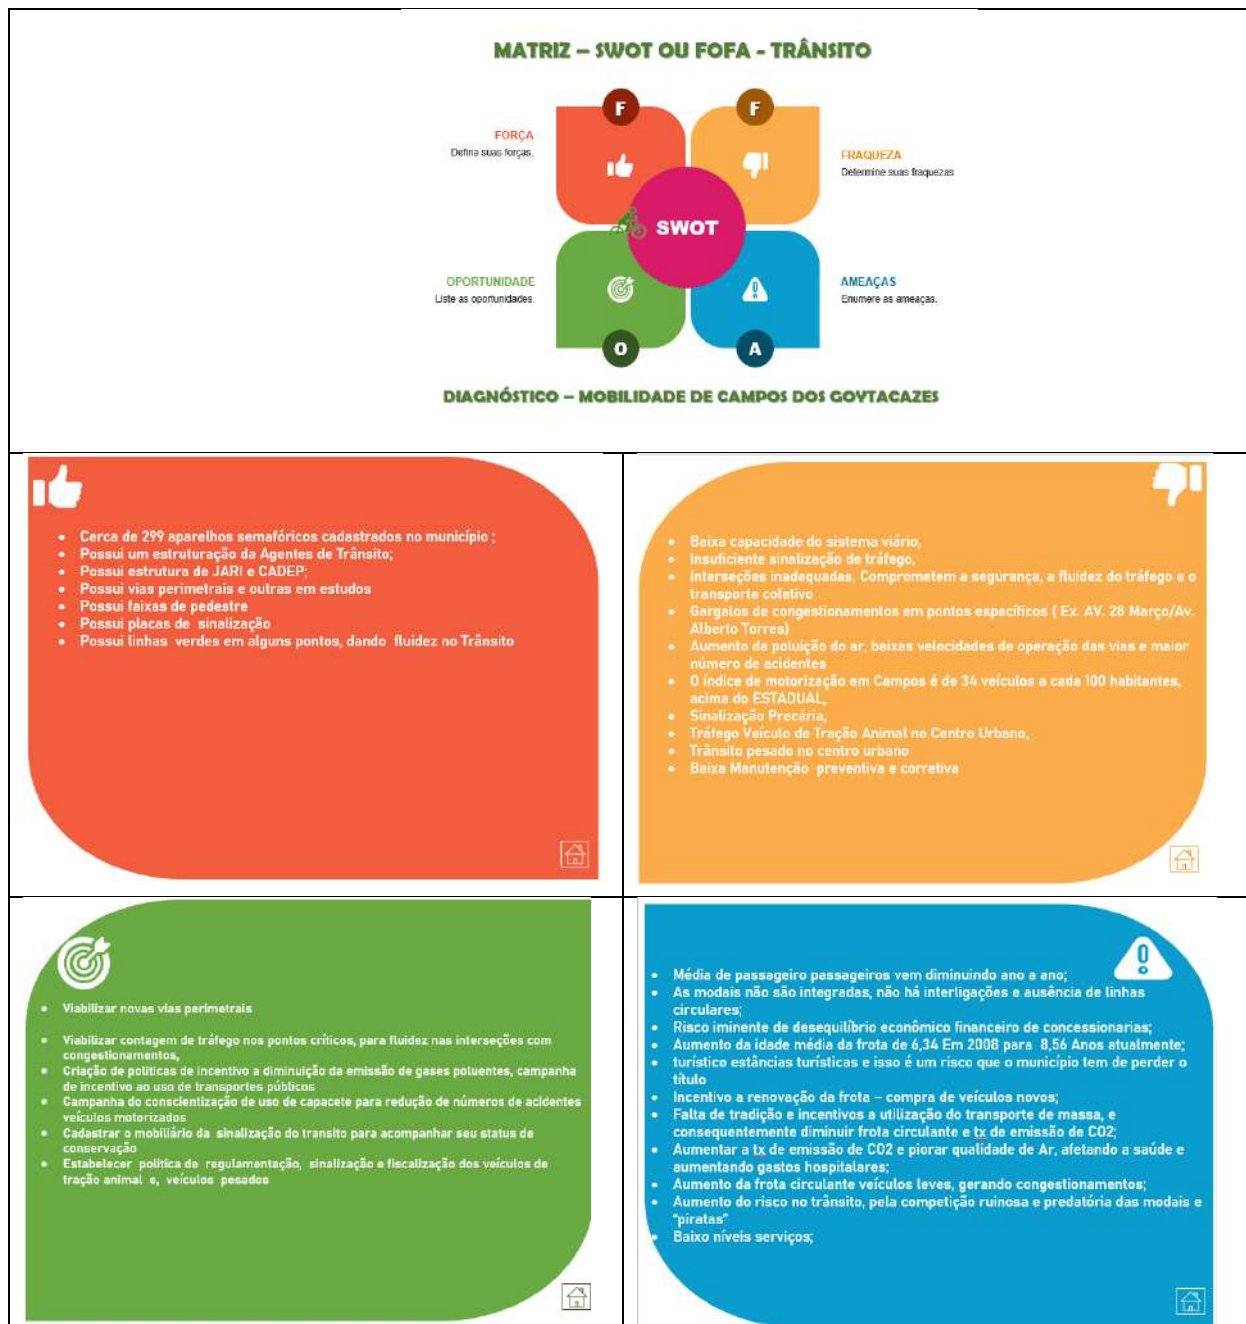 MATRIZ – SWOT OU FOFA - TRÂNSITO
F
F
FORÇA
Defina suas forças.
FRAQUEZA
Determine suas fraquezas
SWOT
OPORTUNIDADE
Liste as oportunidades.
AMEAÇAS
Enumere as ameaças.
O
A
DIAGNÓSTICO – MOBILIDADE DE CAMPOS DOS GOYTACAZES
• Cerca de 299 aparelhos semafóricos cadastrados no município ;
• Possui um estruturação da Agentes de Trânsito;
• Possui estrutura de JARI e CADEP;
• Possui vias perimetrais e outras em estudos
• Possui faixas de pedestre
• Possui placas de sinalização
• Possui linhas verdes em alguns pontos, dando fluidez no Trânsito
• Baixa capacidade do sistema viário,
• Insuficiente sinalização de tráfego,
• Interseções inadequadas, Comprometem a segurança, a fluidez do tráfego e o
transporte coletivo
• Gargalos de congestionamentos em pontos específicos ( Ex. AV. 28 Março/Av.
Alberto Torres)
• Aumento da poluição do ar, baixas velocidades de operação das vias e maior
número de acidentes
• O índice de motorização em Campos é de 34 veículos a cada 100 habitantes,
acima do ESTADUAL,
• Sinalização Precária,
• Tráfego Veículo de Tração Animal no Centro Urbano,
• Trânsito pesado no centro urbano
• Baixa Manutenção preventiva e corretiva
• Viabilizar novas vias perimetrais
• Viabilizar contagem de tráfego nos pontos críticos, para fluidez nas interseções com
congestionamentos,
• Criação de políticas de incentivo a diminuição da emissão de gases poluentes, campanha
de incentivo ao uso de transportes públicos
• Campanha do conscientização de uso de capacete para redução de números de acidentes
veículos motorizados
• Cadastrar o mobiliário da sinalização do transito para acompanhar seu status de
conservação
• Estabelecer politica de regulamentação, sinalização e fiscalização dos veículos de
tração animal e, veículos pesados
• Média de passageiro passageiros vem diminuindo ano a ano;
• As modais não são integradas, não há interligações e ausência de linhas
circulares;
• Risco iminente de desequilíbrio econômico financeiro de concessionarias;
• Aumento da idade média da frota de 6,34 Em 2008 para 8,56 Anos atualmente;
• turístico estâncias turísticas e isso é um risco que o município tem de perder o
título
• Incentivo a renovação da frota – compra de veículos novos;
• Falta de tradição e incentivos a utilização do transporte de massa, e
consequentemente diminuir frota circulante e tx de emissão de CO2;
• Aumentar a tx de emissão de CO2 e piorar qualidade de Ar, afetando a saúde e
aumentando gastos hospitalares;
• Aumento da frota circulante veículos leves, gerando congestionamentos;
• Aumento do risco no trânsito, pela competição ruinosa e predatória das modais e
“piratas”
• Baixo níveis serviços;